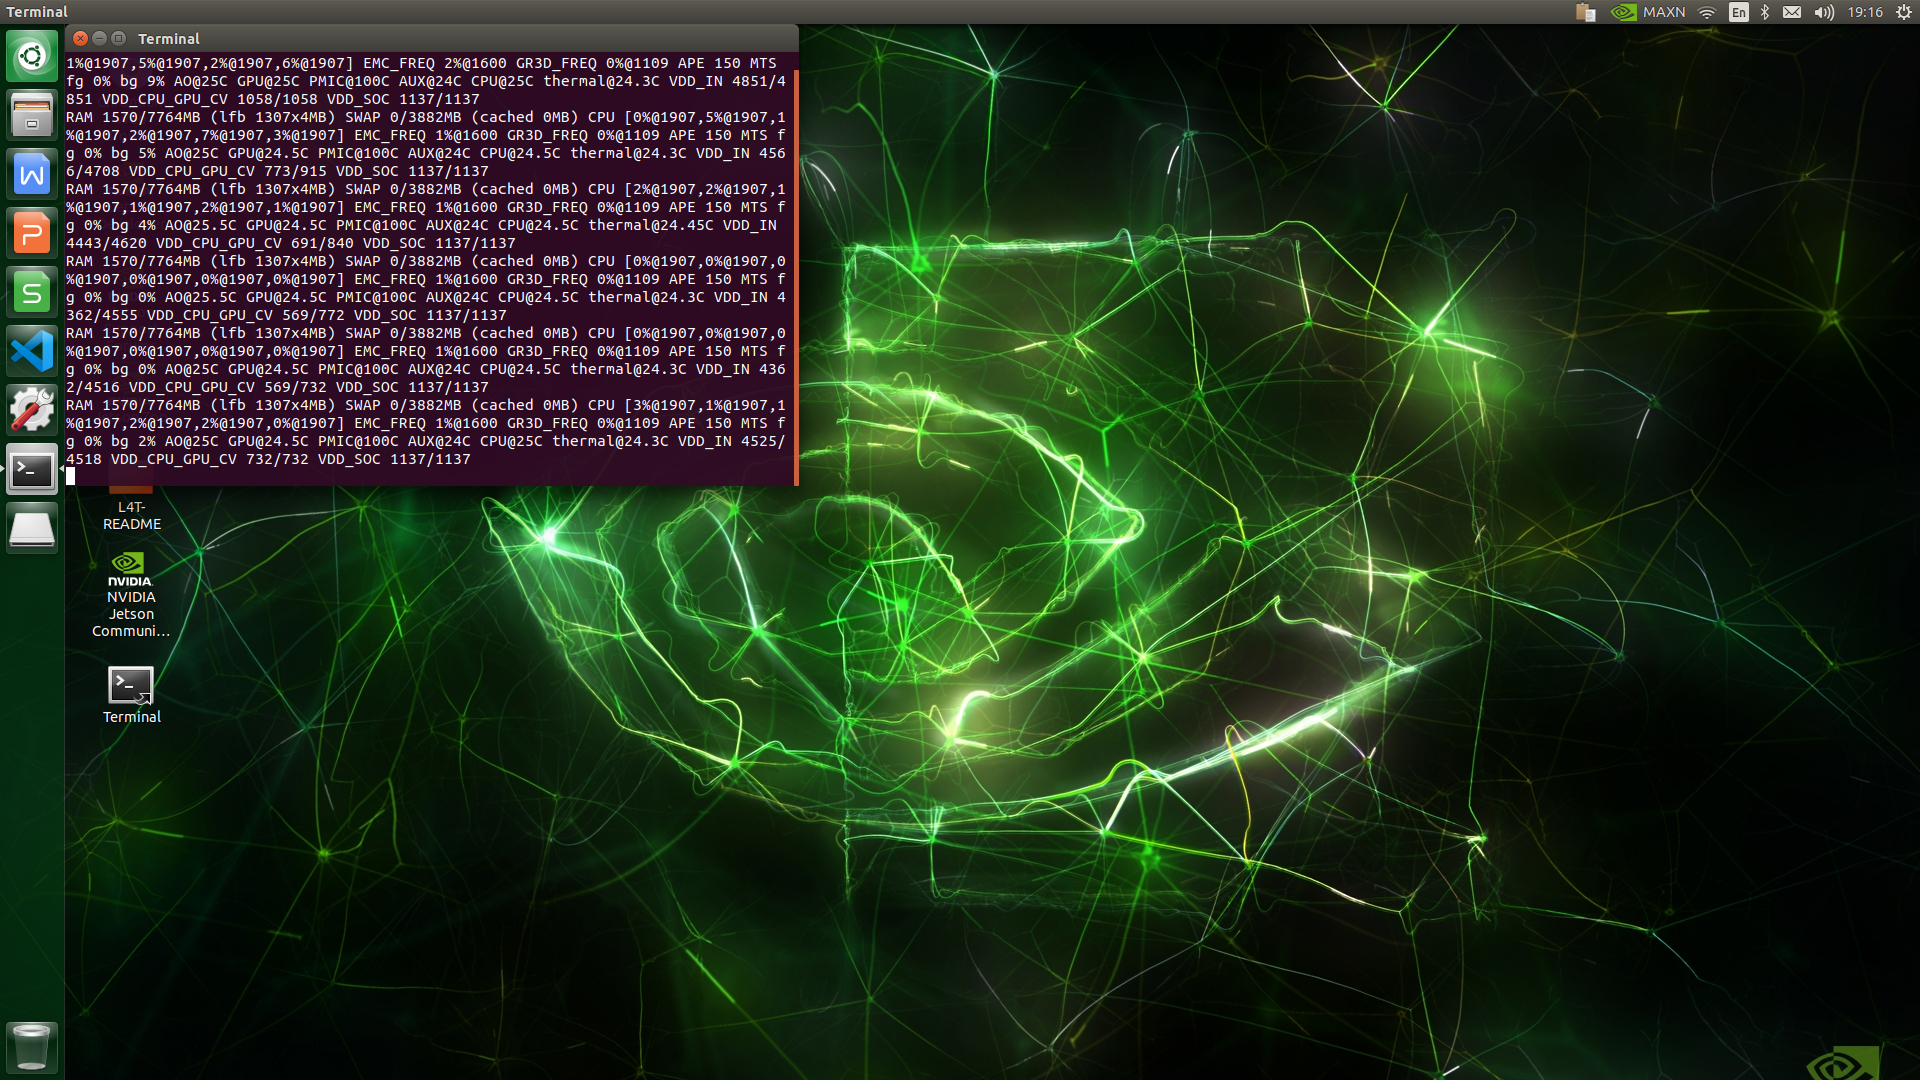 Terminal
MAXN
En
19:16
Terminal
1%@1907,5%@1907,2%@1907,6%@1907] EMC_FREQ 2%@1600 GR3D_FREQ 0%@1109 APE 150 MTS
fg 0% bg 9% AO@25C GPU@25C PMIC@100C AUX@24C CPU@25C thermal@24.3C VDD_IN 4851/4
851 VDD_CPU_GPU_CV 1058/1058 VDD_SOC 1137/1137
RAM 1570/7764MB (lfb 1307x4MB) SWAP 0/3882MB (cached 0MB) CPU [0%@1907,5%@1907,1
%@1907,2%@1907,7%@1907,3%@1907] EMC_FREQ 1%@1600 GR3D_FREQ 0%@1109 APE 150 MTS f
g 0% bg 5% AO@25C GPU@24.5C PMIC@100C AUX@24C CPU@24.5C thermal@24.3C VDD_IN 456
6/4708 VDD_CPU_GPU_CV 773/915 VDD_SOC 1137/1137
RAM 1570/7764MB (lfb 1307x4MB) SWAP 0/3882MB (cached 0MB) CPU [2%@1907,2%@1907,1
%@1907,1%@1907,2%@1907,1%@1907] EMC_FREQ 1%@1600 GR3D_FREQ 0%@1109 APE 150 MTS f
g 0% bg 4% AO@25.5C GPU@24.5C PMIC@100C AUX@24C CPU@24.5C thermal@24.45C VDD_IN
4443/4620 VDD_CPU_GPU_CV 691/840 VDD_SOC 1137/1137
RAM 1570/7764MB (lfb 1307x4MB) SWAP 0/3882MB (cached 0MB) CPU [0%@1907,0%@1907,0
%@1907,0%@1907,0%@1907,0%@1907] EMC_FREQ 1%@1600 GR3D_FREQ 0%@1109 APE 150 MTS f
g 0% bg 0% AO@25.5C GPU@24.5C PMIC@100C AUX@24C CPU@24.5C thermal@24.3C VDD_IN 4
362/4555 VDD_CPU_GPU_CV 569/772 VDD_SOC 1137/1137
RAM 1570/7764MB (lfb 1307x4MB) SWAP 0/3882MB (cached 0MB) CPU [0%@1907,0%@1907,0
%@1907,0%@1907,0%@1907,0%@1907] EMC_FREQ 1%@1600 GR3D_FREQ 0%@1109 APE 150 MTS f
g 0% bg 0% AO@25C GPU@24.5C PMIC@100C AUX@24C CPU@24.5C thermal@24.3C VDD_IN 436
2/4516 VDD_CPU_GPU_CV 569/732 VDD_SOC 1137/1137
RAM 1570/7764MB (lfb 1307x4MB) SWAP 0/3882MB (cached 0MB) CPU [3%@1907,1%@1907,1
%@1907,2%@1907,2%@1907,0%@1907] EMC_FREQ 1%@1600 GR3D_FREQ 0%@1109 APE 150 MTS f
g 0% bg 2% AO@25C GPU@24.5C PMIC@100C AUX@24C CPU@25C thermal@24.3C VDD_IN 4525/
4518 VDD_CPU_GPU_CV 732/732 VDD_SOC 1137/1137
L4T-
README
NVIDIA.
NVIDIA
Jetson
Communi...
Terminal